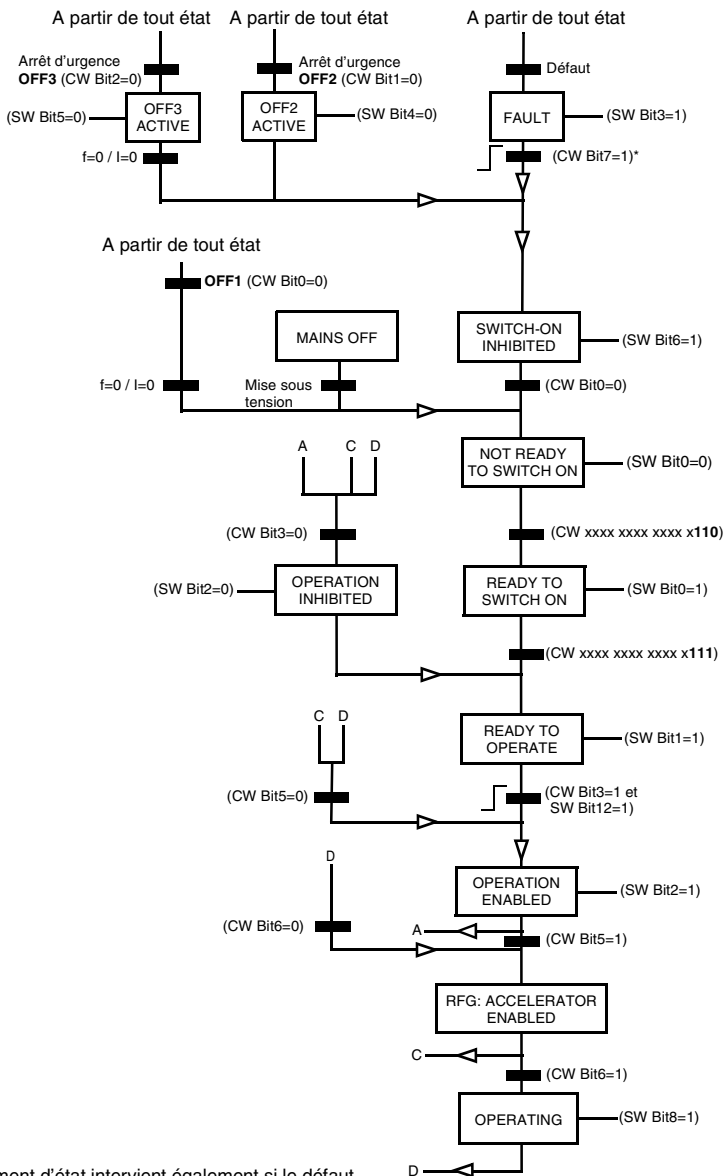 A partir de tout état
A partir de tout état
A partir de tout état
Arrêt d'urgence
OFF3 (CW Bit2=0)
Arrêt d'urgence
OFF2 (CW Bit1=0)
Défaut
(SW Bit5=0)
OFF3
ACTIVE
OFF2
ACTIVE
(SW Bit4=0)
FAULT
(SW Bit3=1)
f=0 / I=0
(CW Bit7=1)*
A partir de tout état
OFF1 (CW Bit0=0)
MAINS OFF
SWITCH-ON
INHIBITED
(SW Bit6=1)
f=0 / I=0
Mise sous
tension
(CW Bit0=0)
A
C
D
NOT READY
TO SWITCH ON
(SW Bit0=0)
(CW Bit3=0)
(CW xxxx xxxx xxxx x110)
(SW Bit2=0)
OPERATION
INHIBITED
READY TO
SWITCH ON
(SW Bit0=1)
(CW xxxx xxxx xxxx x111)
C
D
READY TO
OPERATE
(SW Bit1=1)
(CW Bit5=0)
(CW Bit3=1 et
SW Bit12=1)
D
OPERATION
ENABLED
(SW Bit2=1)
(CW Bit6=0)
A
(CW Bit5=1)
RFG: ACCELERATOR
ENABLED
C
(CW Bit6=1)
OPERATING
(SW Bit8=1)
D
ment d'état intervient également si le défaut